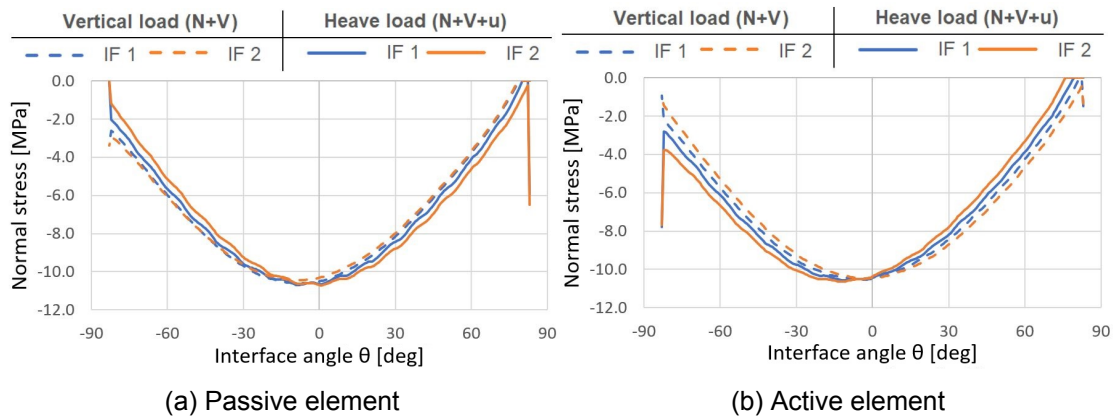 Vertical load (N+V) Heave load (N+V+u)
IF 1 IF 2 IF 1 IF 2
0.0
-2.0
-4.0
-6.0
-8.0
-10.0
-12.0
Normal stress [MPa]
-90 -60 -30 0 30 60 90
Interface angle θ [deg]
(a) Passive element
Vertical load (N+V) Heave load (N+V+u)
IF 1 IF 2 IF 1 IF 2
0.0
-2.0
-4.0
-6.0
-8.0
-10.0
-12.0
Normal stress [MPa]
-90 -60 -30 0 30 60 90
Interface angle θ [deg]
(b) Active element